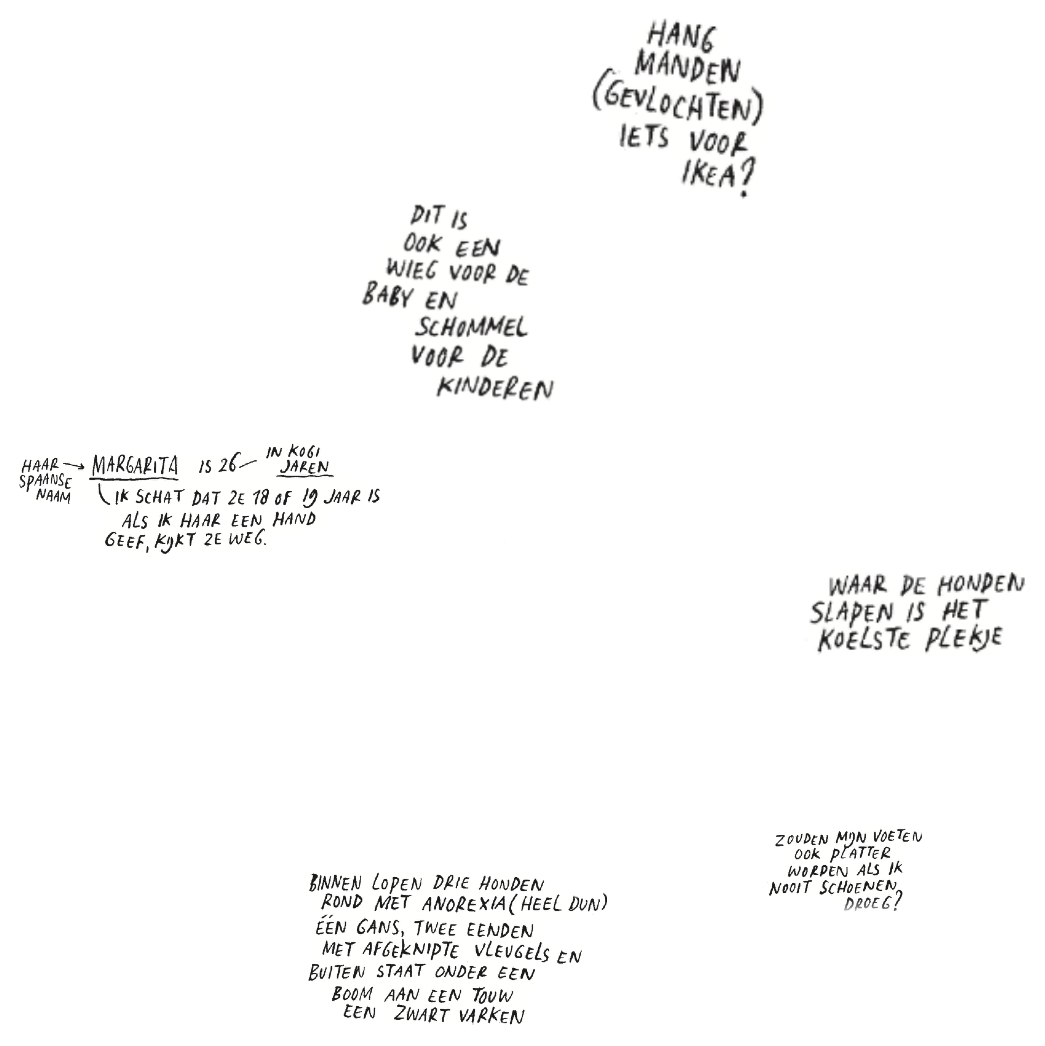 HANG
MANDEN
(GEVLOCHTEN)
IETS VOOR
IKEA?
DIT IS
OOK EEN
WIEG VOOR DE
BABY EN
SCHOMMEL
VOOR DE
KINDEREN
HAAR → MARGARITA IS 26 — IN KOGI
SPAANSE JAREN
NAAM
IK SCHAT DAT ZE 18 OF 19 JAAR IS
ALS IK HAAR EEN HAND
GEEF, KIJKT ZE WEG.
WAAR DE HONDEN
SLAPEN IS HET
KOELSTE PLEKJE
ZOUDEN MIJN VOETEN
OOK PLATTER
WORDEN ALS IK
NOOIT SCHOENEN
DROEG?
BINNEN LOPEN DRIE HONDEN
ROND MET ANOREXIA (HEEL DUN)
ÉÉN GANS, TWEE EENDEN
MET AFGEKNIPTE VLEUGELS EN
BUITEN STAAT ONDER EEN
BOOM AAN EEN TOUW
EEN ZWART VARKEN